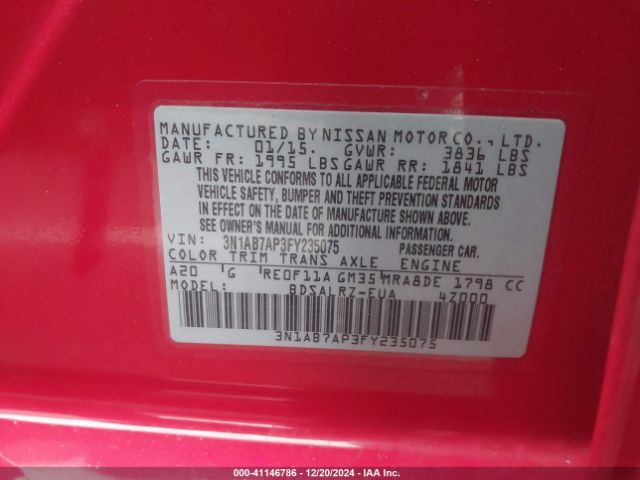 MANUFACTURED BY NISSAN MOTOR CO., LTD.
DATE: 01/15. GVWR: 3836 LBS
GAWR FR: 1995 LBS GAWR RR: 1841 LBS
THIS VEHICLE CONFORMS TO ALL APPLICABLE FEDERAL MOTOR
VEHICLE SAFETY, BUMPER AND THEFT PREVENTION STANDARDS
IN EFFECT ON THE DATE OF MANUFACTURE SHOWN ABOVE.
SEE OWNER'S MANUAL FOR ADDITIONAL INFORMATION
VIN: 3N1AB7AP3FY235075 PASSENGER CAR.
COLOR TRIM TRANS AXLE ENGINE
A20 G RE0F11A GM35 MRA8DE 1798 CC
MODEL: BDSALRZ-EUA 4Z000
3N1AB7AP3FY235075
000-41146786 | 12/20/2024 | IAA Inc.